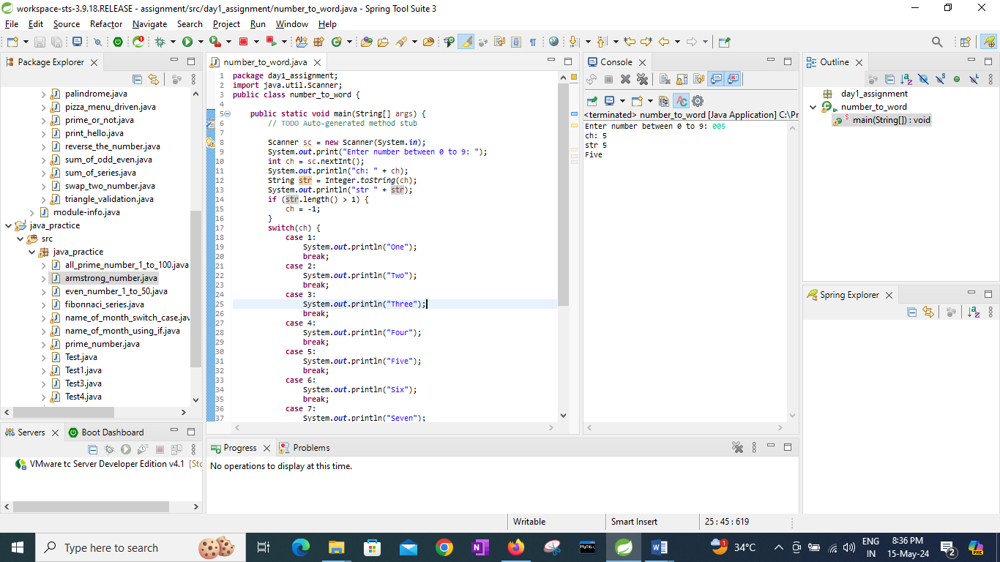 workspace-sts-3.9.18.RELEASE - assignment/src/day1_assignment/number_to_word.java - Spring Tool Suite 3
File Edit Source Refactor Navigate Search Project Run Window Help
Package Explorer
palindrome.java
pizza_menu_driven.java
prime_or_not.java
print_hello.java
reverse_the_number.java
sum_of_odd_even.java
sum_of_series.java
swap_two_number.java
triangle_validation.java
module-info.java
java_practice
src
java_practice
all_prime_number_1_to_100.java
armstrong_number.java
even_number_1_to_50.java
fibonnaci_series.java
name_of_month_switch_case.jav
name_of_month_using_if.java
prime_number.java
Test.java
Test1.java
Test3.java
Test4.java
Servers Boot Dashboard
VMware tc Server Developer Edition v4.1 [Sto
number_to_word.java
1 package day1_assignment;
2 import java.util.Scanner;
3 public class number_to_word {
4
5 public static void main(String[] args) {
6 // TODO Auto-generated method stub
7
8 Scanner sc = new Scanner(System.in);
9 System.out.print("Enter number between 0 to 9: ");
10 int ch = sc.nextInt();
11 System.out.println("ch: " + ch);
12 String str = Integer.toString(ch);
13 System.out.println("str " + str);
14 if (str.length() > 1) {
15 ch = -1;
16 }
17 switch(ch) {
18 case 1:
19 System.out.println("One");
20 break;
21 case 2:
22 System.out.println("Two");
23 break;
24 case 3:
25 System.out.println("Three");
26 break;
27 case 4:
28 System.out.println("Four");
29 break;
30 case 5:
31 System.out.println("Five");
32 break;
33 case 6:
34 System.out.println("Six");
35 break;
36 case 7:
37 System.out.println("Seven");
Console
<terminated> number_to_word [Java Application] C:\Pr
Enter number between 0 to 9: 005
ch: 5
str 5
Five
Outline
day1_assignment
number_to_word
main(String[]) : void
Spring Explorer
Progress Problems
No operations to display at this time.
Writable Smart Insert 25 : 45 : 619
Type here to search
34°C
ENG
IN
8:36 PM
15-May-24
2